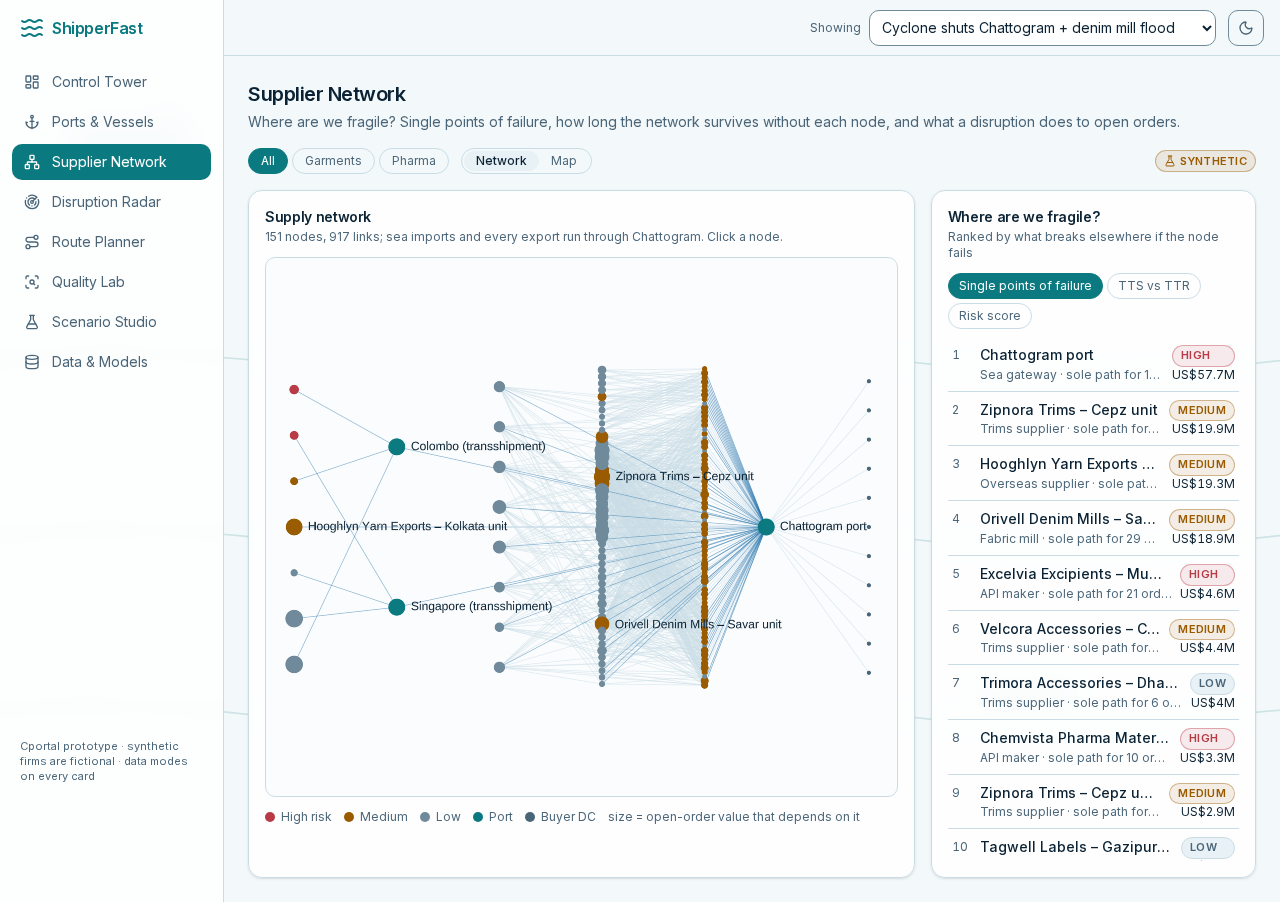 ShipperFast
Showing
Cyclone shuts Chattogram + denim mill flood
Control Tower
Ports & Vessels
Supplier Network
Disruption Radar
Route Planner
Quality Lab
Scenario Studio
Data & Models
Cportal prototype · synthetic
firms are fictional · data modes
on every card
Supplier Network
Where are we fragile? Single points of failure, how long the network survives without each node, and what a disruption does to open orders.
All
Garments
Pharma
Network
Map
SYNTHETIC
Supply network
151 nodes, 917 links; sea imports and every export run through Chattogram. Click a node.
Colombo (transshipment)
Zipnora Trims – Cepz unit
Hooghlyn Yarn Exports – Kolkata unit
Chattogram port
Singapore (transshipment)
Orivell Denim Mills – Savar unit
High risk
Medium
Low
Port
Buyer DC
size = open-order value that depends on it
Where are we fragile?
Ranked by what breaks elsewhere if the node
fails
Single points of failure
TTS vs TTR
Risk score
1 Chattogram port HIGH
Sea gateway · sole path for 1… US$57.7M
2 Zipnora Trims – Cepz unit MEDIUM
Trims supplier · sole path for… US$19.9M
3 Hooghlyn Yarn Exports … MEDIUM
Overseas supplier · sole pat… US$19.3M
4 Orivell Denim Mills – Sa… MEDIUM
Fabric mill · sole path for 29 … US$18.9M
5 Excelvia Excipients – Mu… HIGH
API maker · sole path for 21 ord… US$4.6M
6 Velcora Accessories – C… MEDIUM
Trims supplier · sole path for… US$4.4M
7 Trimora Accessories – Dha… LOW
Trims supplier · sole path for 6 o… US$4M
8 Chemvista Pharma Mater… HIGH
API maker · sole path for 10 or… US$3.3M
9 Zipnora Trims – Cepz u… MEDIUM
Trims supplier · sole path for… US$2.9M
10 Tagwell Labels – Gazipur… LOW